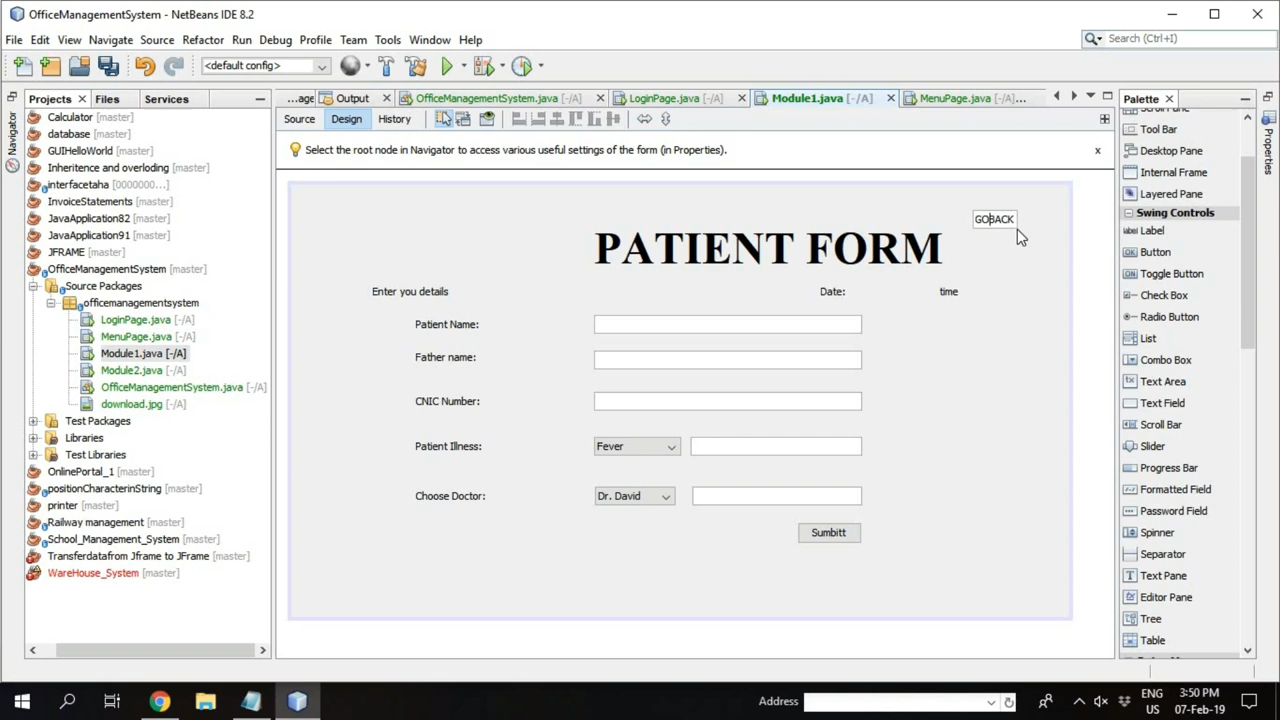 OfficeManagementSystem - NetBeans IDE 8.2
File Edit View Navigate Source Refactor Run Debug Profile Team Tools Window Help
Search (Ctrl+I)
<default config>
Projects Files Services
...age Output OfficeManagementSystem.java [-/A] LoginPage.java [-/A] Module1.java [-/A] MenuPage.java [-/A]...
Palette
Source Design History
Navigator
Properties
Select the root node in Navigator to access various useful settings of the form (in Properties).
x
Calculator [master]
database [master]
GUIHelloWorld [master]
Inheritence and overloding [master]
interfacetaha [0000000...]
InvoiceStatements [master]
JavaApplication82 [master]
JavaApplication91 [master]
JFRAME [master]
OfficeManagementSystem [master]
Source Packages
officemanagementsystem
LoginPage.java [-/A]
MenuPage.java [-/A]
Module1.java [-/A]
Module2.java [-/A]
OfficeManagementSystem.java [-/A]
download.jpg [-/A]
Test Packages
Libraries
Test Libraries
OnlinePortal_1 [master]
positionCharacterinString [master]
printer [master]
Railway management [master]
School_Management_System [master]
Transferdatafrom Jframe to JFrame [master]
WareHouse_System [master]
GOBACK
PATIENT FORM
Enter you details Date: time
Patient Name:
Father name:
CNIC Number:
Patient Illness: Fever
Choose Doctor: Dr. David
Sumbitt
Scroll Pane
Tool Bar
Desktop Pane
Internal Frame
Layered Pane
Swing Controls
label Label
OK Button
ON Toggle Button
Check Box
Radio Button
List
Combo Box
Text Area
Text Field
Scroll Bar
Slider
Progress Bar
Formatted Field
Password Field
Spinner
Separator
Text Pane
Editor Pane
Tree
Table
Address
ENG
US
3:50 PM
07-Feb-19